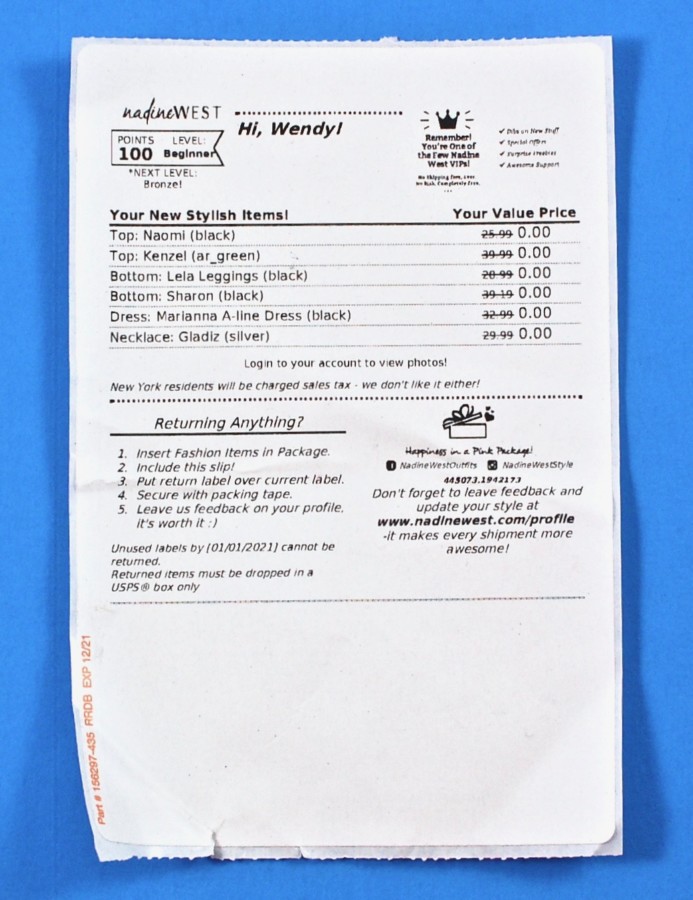 nadineWEST
Hi, Wendy!
POINTS LEVEL:
100 Beginner
*NEXT LEVEL:
Bronze!
Remember!
You're One of
the Few Nadine
West VIPs!
No Shipping Fees, Ever
No Risk. Completely Free.
✓ Dibs on New Stuff
✓ Special Offers
✓ Surprise Freebies
✓ Awesome Support
Your New Stylish Items! Your Value Price
Top: Naomi (black) 25.99 0.00
Top: Kenzel (ar_green) 39.99 0.00
Bottom: Lela Leggings (black) 20.99 0.00
Bottom: Sharon (black) 39.19 0.00
Dress: Marianna A-line Dress (black) 32.99 0.00
Necklace: Gladiz (silver) 29.99 0.00
Login to your account to view photos!
New York residents will be charged sales tax - we don't like it either!
Returning Anything?
1. Insert Fashion Items in Package.
2. Include this slip!
3. Put return label over current label.
4. Secure with packing tape.
5. Leave us feedback on your profile,
it's worth it :)
Unused labels by [01/01/2021] cannot be
returned.
Returned items must be dropped in a
USPS® box only
Happiness in a Pink Package!
NadineWestOutfits NadineWestStyle
445073.1942173
Don't forget to leave feedback and
update your style at
www.nadinewest.com/profile
-it makes every shipment more
awesome!
Part # 156297-435 RRDB EXP 12/21